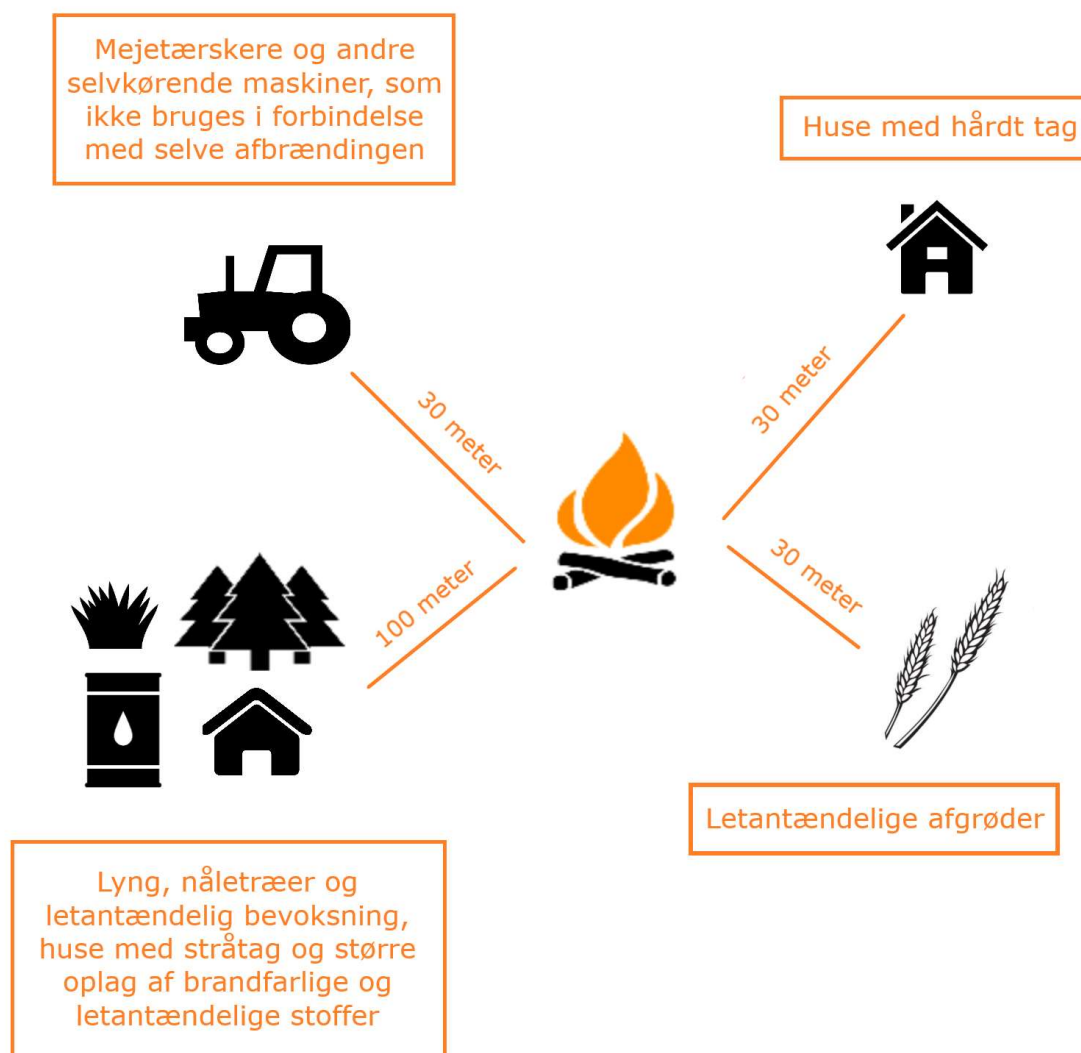 Mejetærskere og andre
selvkørende maskiner, som
ikke bruges i forbindelse
med selve afbrændingen
Huse med hårdt tag
30 meter
30 meter
100 meter
30 meter
Letantændelige afgrøder
Lyng, nåletræer og
letantændelig bevoksning,
huse med stråtag og større
oplag af brandfarlige og
letantændelige stoffer